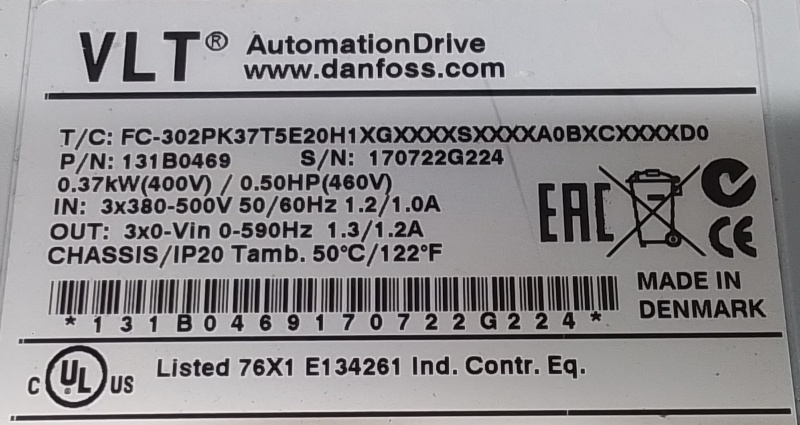 VLT® AutomationDrive
www.danfoss.com
T/C: FC-302PK37T5E20H1XGXXXXSXXXXA0BXCXXXXD0
P/N: 131B0469 S/N: 170722G224
0.37kW(400V) / 0.50HP(460V)
IN: 3x380-500V 50/60Hz 1.2/1.0A
OUT: 3x0-Vin 0-590Hz 1.3/1.2A
CHASSIS/IP20 Tamb. 50°C/122°F
EAC
CE
*131B0469170722G224*
MADE IN
DENMARK
C UL US Listed 76X1 E134261 Ind. Contr. Eq.